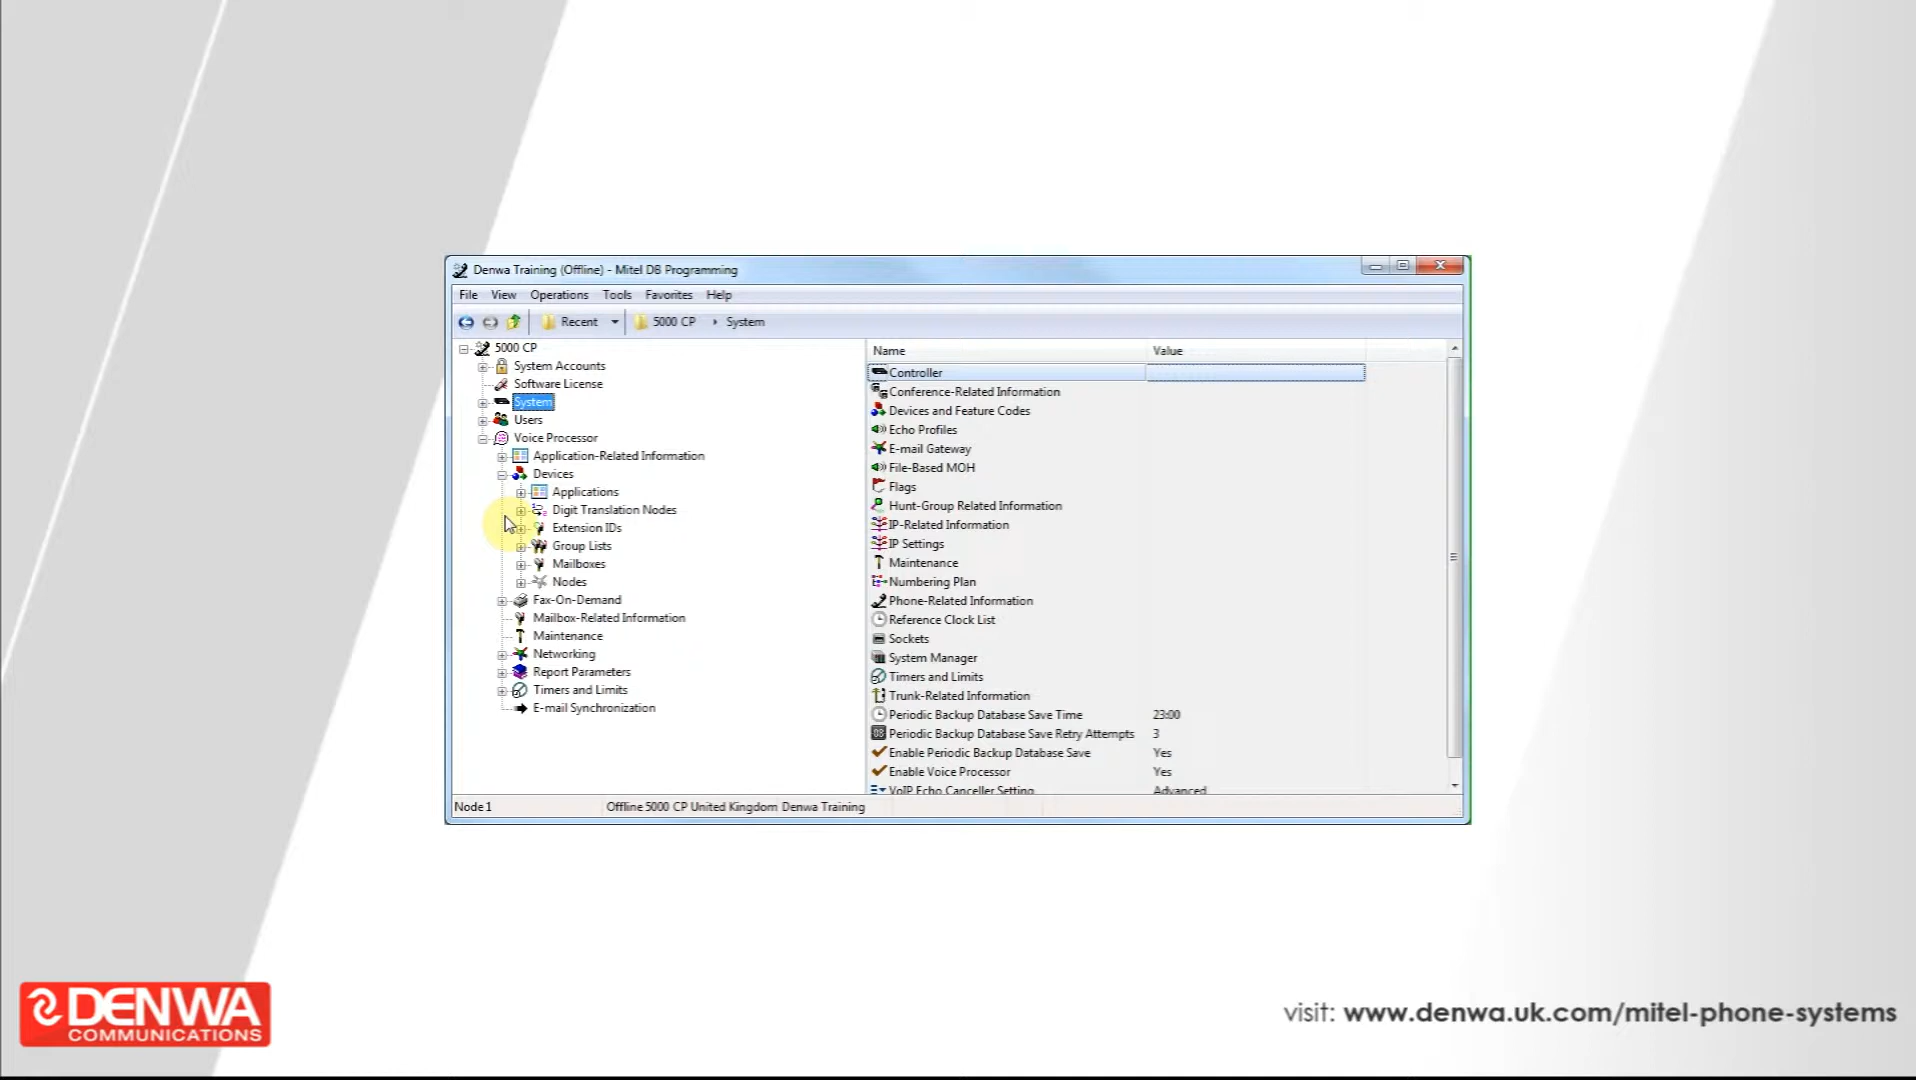 Denwa Training (Offline) - Mitel DB Programming
File View Operations Tools Favorites Help
Recent 5000 CP System
5000 CP
System Accounts
Software License
System
Users
Voice Processor
Application-Related Information
Devices
Applications
Digit Translation Nodes
Extension IDs
Group Lists
Mailboxes
Nodes
Fax-On-Demand
Mailbox-Related Information
Maintenance
Networking
Report Parameters
Timers and Limits
E-mail Synchronization
Name Value
Controller
Conference-Related Information
Devices and Feature Codes
Echo Profiles
E-mail Gateway
File-Based MOH
Flags
Hunt-Group Related Information
IP-Related Information
IP Settings
Maintenance
Numbering Plan
Phone-Related Information
Reference Clock List
Sockets
System Manager
Timers and Limits
Trunk-Related Information
Periodic Backup Database Save Time 23:00
Periodic Backup Database Save Retry Attempts 3
Enable Periodic Backup Database Save Yes
Enable Voice Processor Yes
VoIP Echo Canceller Setting Advanced
Node 1 Offline 5000 CP United Kingdom Denwa Training
DENWA
COMMUNICATIONS
visit: www.denwa.uk.com/mitel-phone-systems